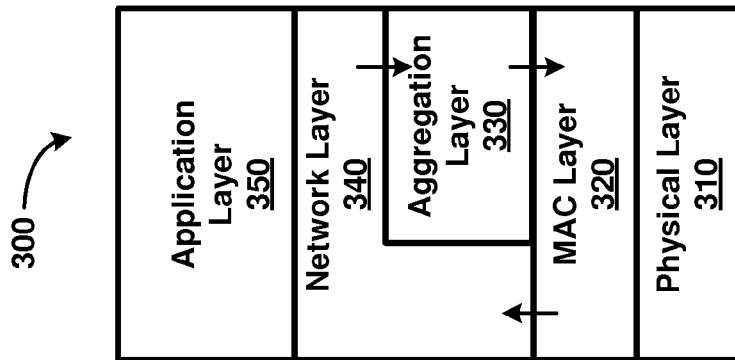 300
Application
Layer
350
Network Layer
340
Aggregation
Layer
330
MAC Layer
320
Physical Layer
310